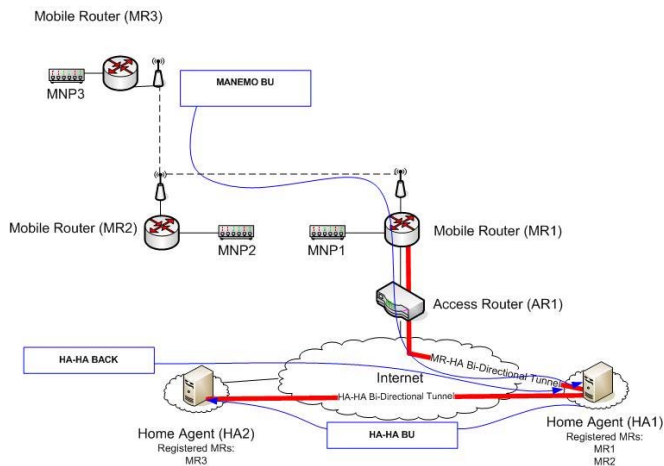 Mobile Router (MR3)
MNP3
MANEMO BU
Mobile Router (MR2)
MNP2
MNP1
Mobile Router (MR1)
Access Router (AR1)
HA-HA BACK
MR-HA Bi-Directional Tunnel
Internet
HA-HA Bi-Directional Tunnel
Home Agent (HA2)
Registered MRs:
MR3
HA-HA BU
Home Agent (HA1)
Registered MRs:
MR1
MR2